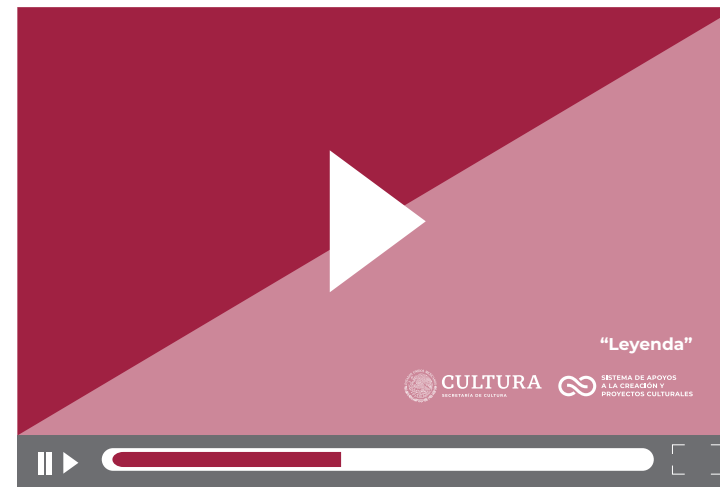 “Leyenda”
CULTURA
SECRETARÍA DE CULTURA
SISTEMA DE APOYOS
A LA CREACIÓN Y
PROYECTOS CULTURALES